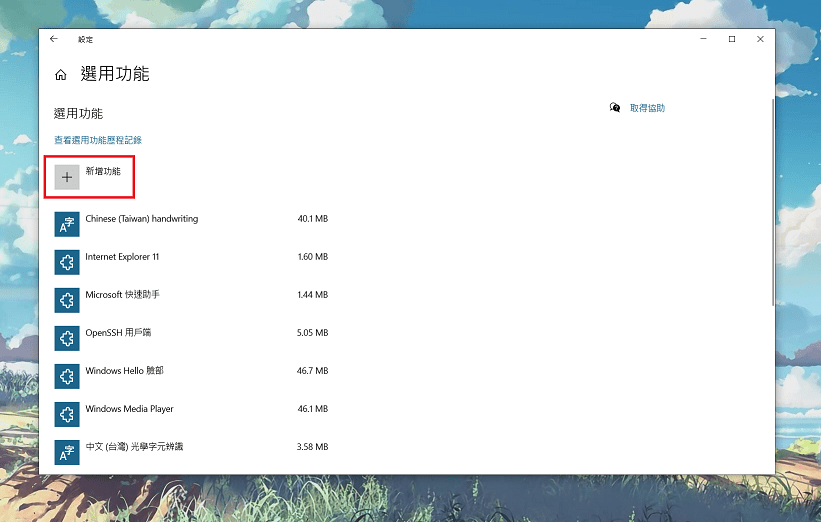 設定
選用功能
選用功能
取得協助
查看選用功能歷程記錄
新增功能
Chinese (Taiwan) handwriting 40.1 MB
Internet Explorer 11 1.60 MB
Microsoft 快速助手 1.44 MB
OpenSSH 用戶端 5.05 MB
Windows Hello 臉部 46.7 MB
Windows Media Player 46.1 MB
中文 (台灣) 光學字元辨識 3.58 MB